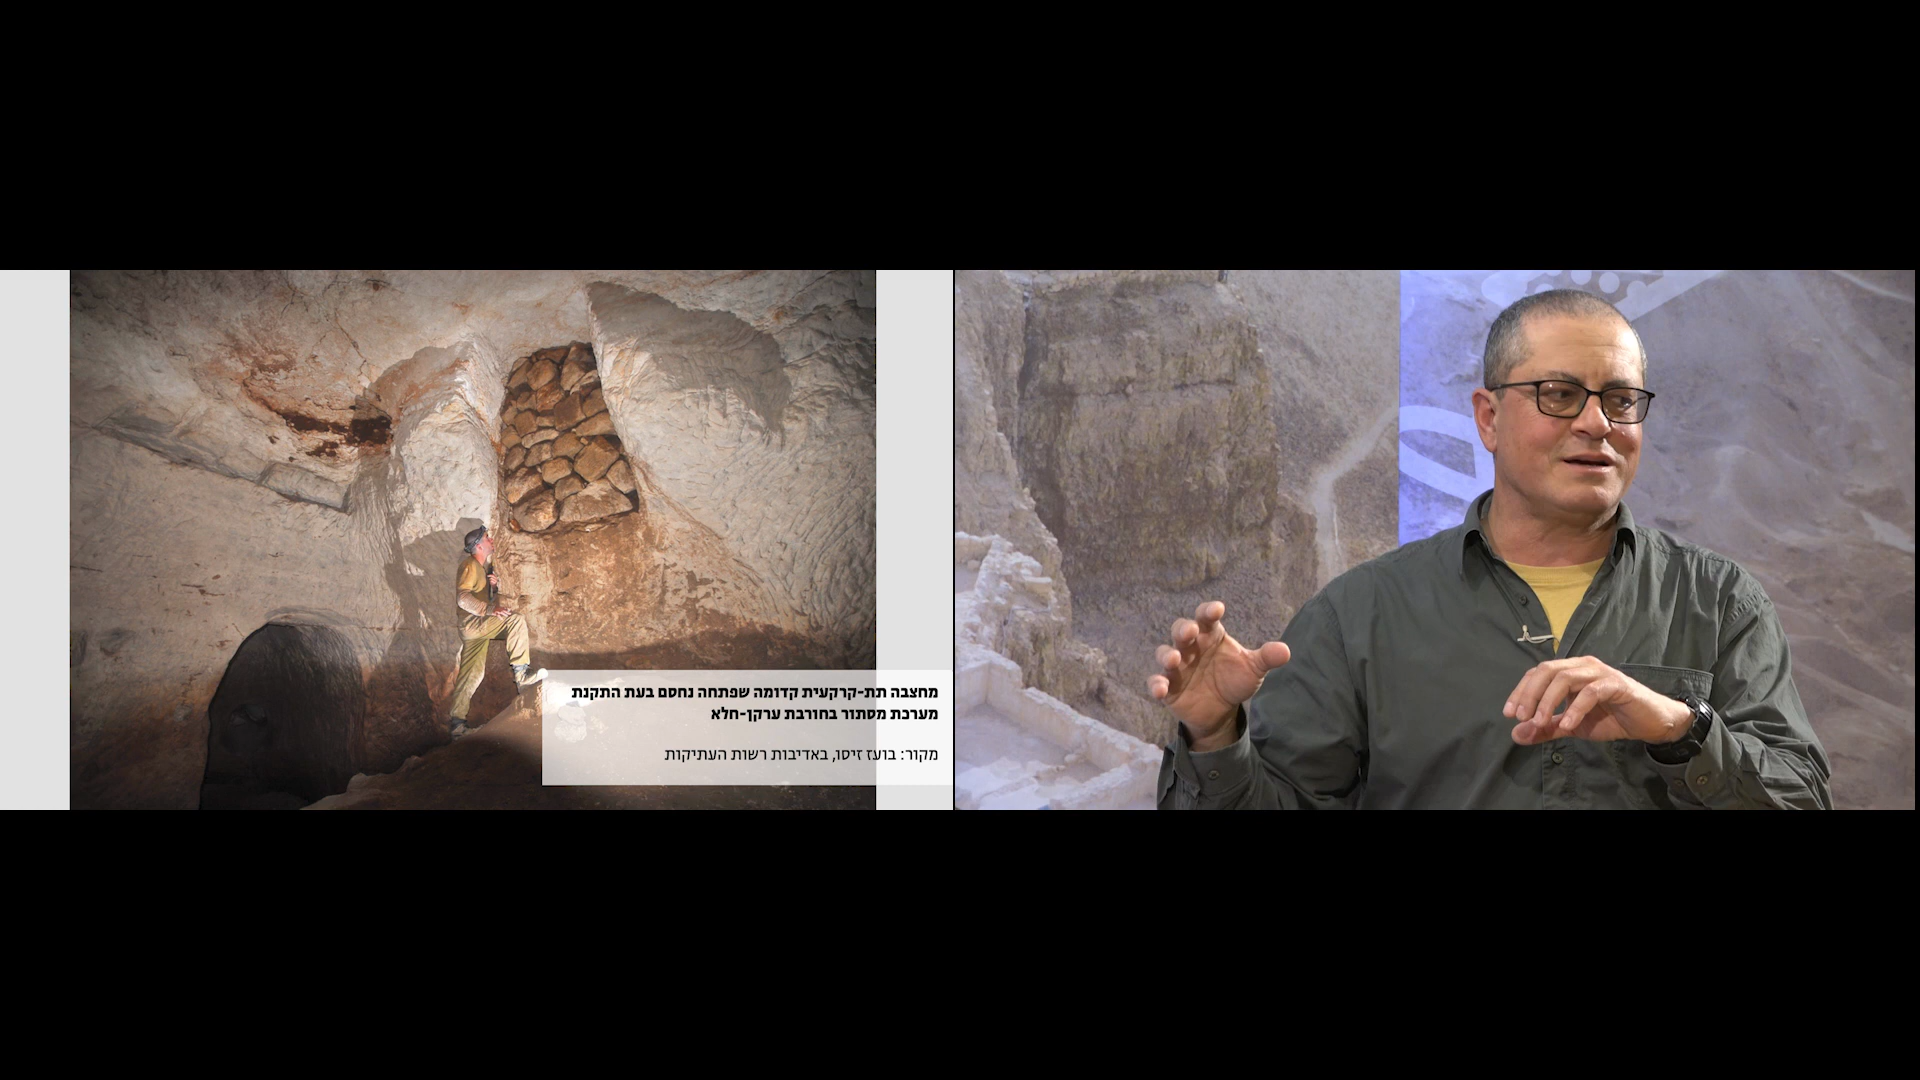 מחצבה תת-קרקעית קדומה שפתחה נחסם בעת התקנת
מערכת מסתור בחורבת ערקן-חלא
מקור: בועז זיסו, באדיבות רשות העתיקות